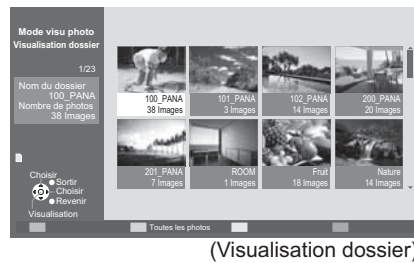 Mode visu photo
Visualisation dossier
1/23
Nom du dossier
100_PANA
Nombre de photos
38 Images
Choisir
Sortir
Choisir
Revenir
Visualisation
100_PANA 101_PANA 102_PANA 200_PANA
38 Images 3 Images 14 Images 20 Images
201_PANA ROOM Fruit Nature
7 Images 1 Images 18 Images 14 Images
Toutes les photos
(Visualisation dossier)